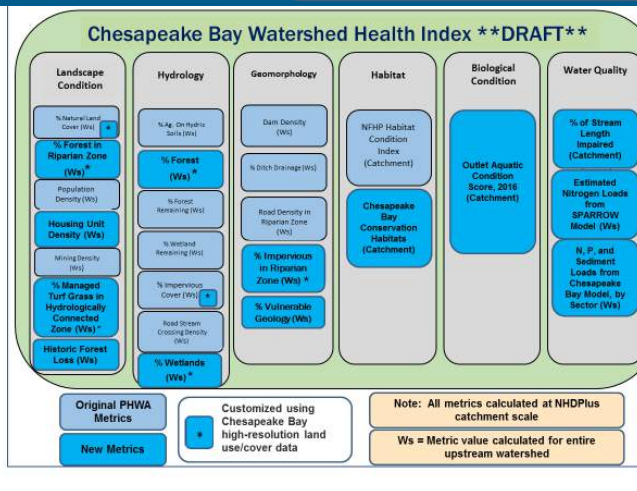 Chesapeake Bay Watershed Health Index **DRAFT**
Landscape
Condition
% Natural Land
Cover (Ws)
*
% Forest in
Riparian Zone
(Ws)*
Population
Density (Ws)
Housing Unit
Density (Ws)
Mining Density
(Ws)
% Managed
Turf Grass in
Hydrologically
Connected
Zone (Ws)*
Historic Forest
Loss (Ws)
Hydrology
% Ag. On Hydric
Soils (Ws)
% Forest
(Ws)*
% Forest
Remaining (Ws)
% Wetland
Remaining (Ws)
% Impervious
Cover (Ws)
*
Road Stream
Crossing Density
(Ws)
% Wetlands
(Ws)*
Geomorphology
Dam Density
(Ws)
% Ditch Drainage (Ws)
Road Density in
Riparian Zone
(Ws)
% Impervious
in Riparian
Zone (Ws)*
% Vulnerable
Geology (Ws)
Habitat
NFHP Habitat
Condition
Index
(Catchment)
Chesapeake
Bay
Conservation
Habitats
(Catchment)
Biological
Condition
Outlet Aquatic
Condition
Score, 2016
(Catchment)
Water Quality
% of Stream
Length
Impaired
(Catchment)
Estimated
Nitrogen Loads
from
SPARROW
Model (Ws)
N, P, and
Sediment
Loads from
Chesapeake
Bay Model, by
Sector (Ws)
Original PHWA
Metrics
New Metrics
*
Customized using
Chesapeake Bay
high-resolution land
use/cover data
Note: All metrics calculated at NHDPlus
catchment scale
Ws = Metric value calculated for entire
upstream watershed